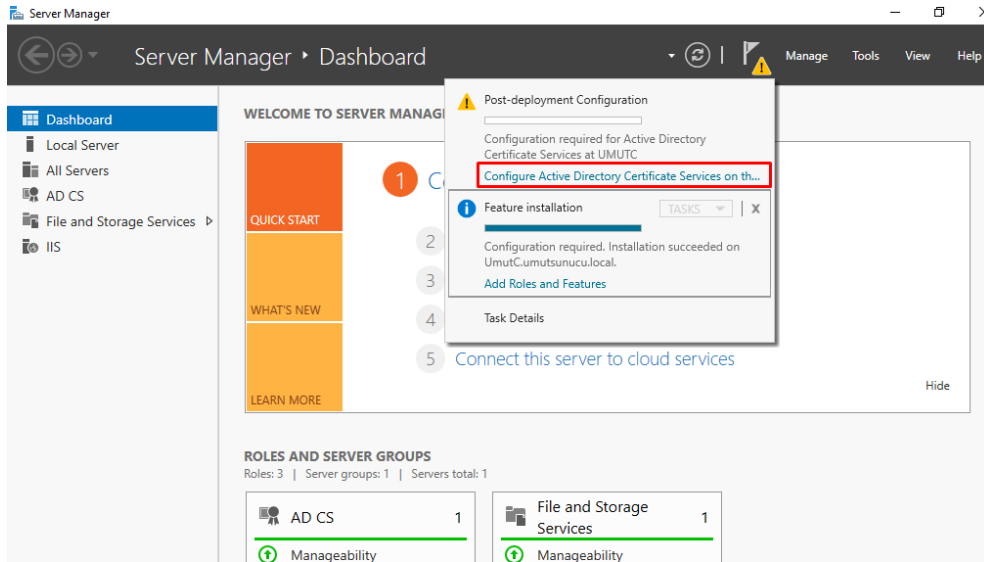 Server Manager
Server Manager ‣ Dashboard
Manage
Tools
View
Help
Dashboard
Local Server
All Servers
AD CS
File and Storage Services
IIS
WELCOME TO SERVER MANAG
QUICK START
WHAT'S NEW
LEARN MORE
1
2
3
4
5 Connect this server to cloud services
Hide
Post-deployment Configuration
Configuration required for Active Directory
Certificate Services at UMUTC
Configure Active Directory Certificate Services on th...
Feature installation
TASKS
X
Configuration required. Installation succeeded on
UmutC.umutsunucu.local.
Add Roles and Features
Task Details
ROLES AND SERVER GROUPS
Roles: 3 | Server groups: 1 | Servers total: 1
AD CS 1
Manageability
File and Storage
Services 1
Manageability